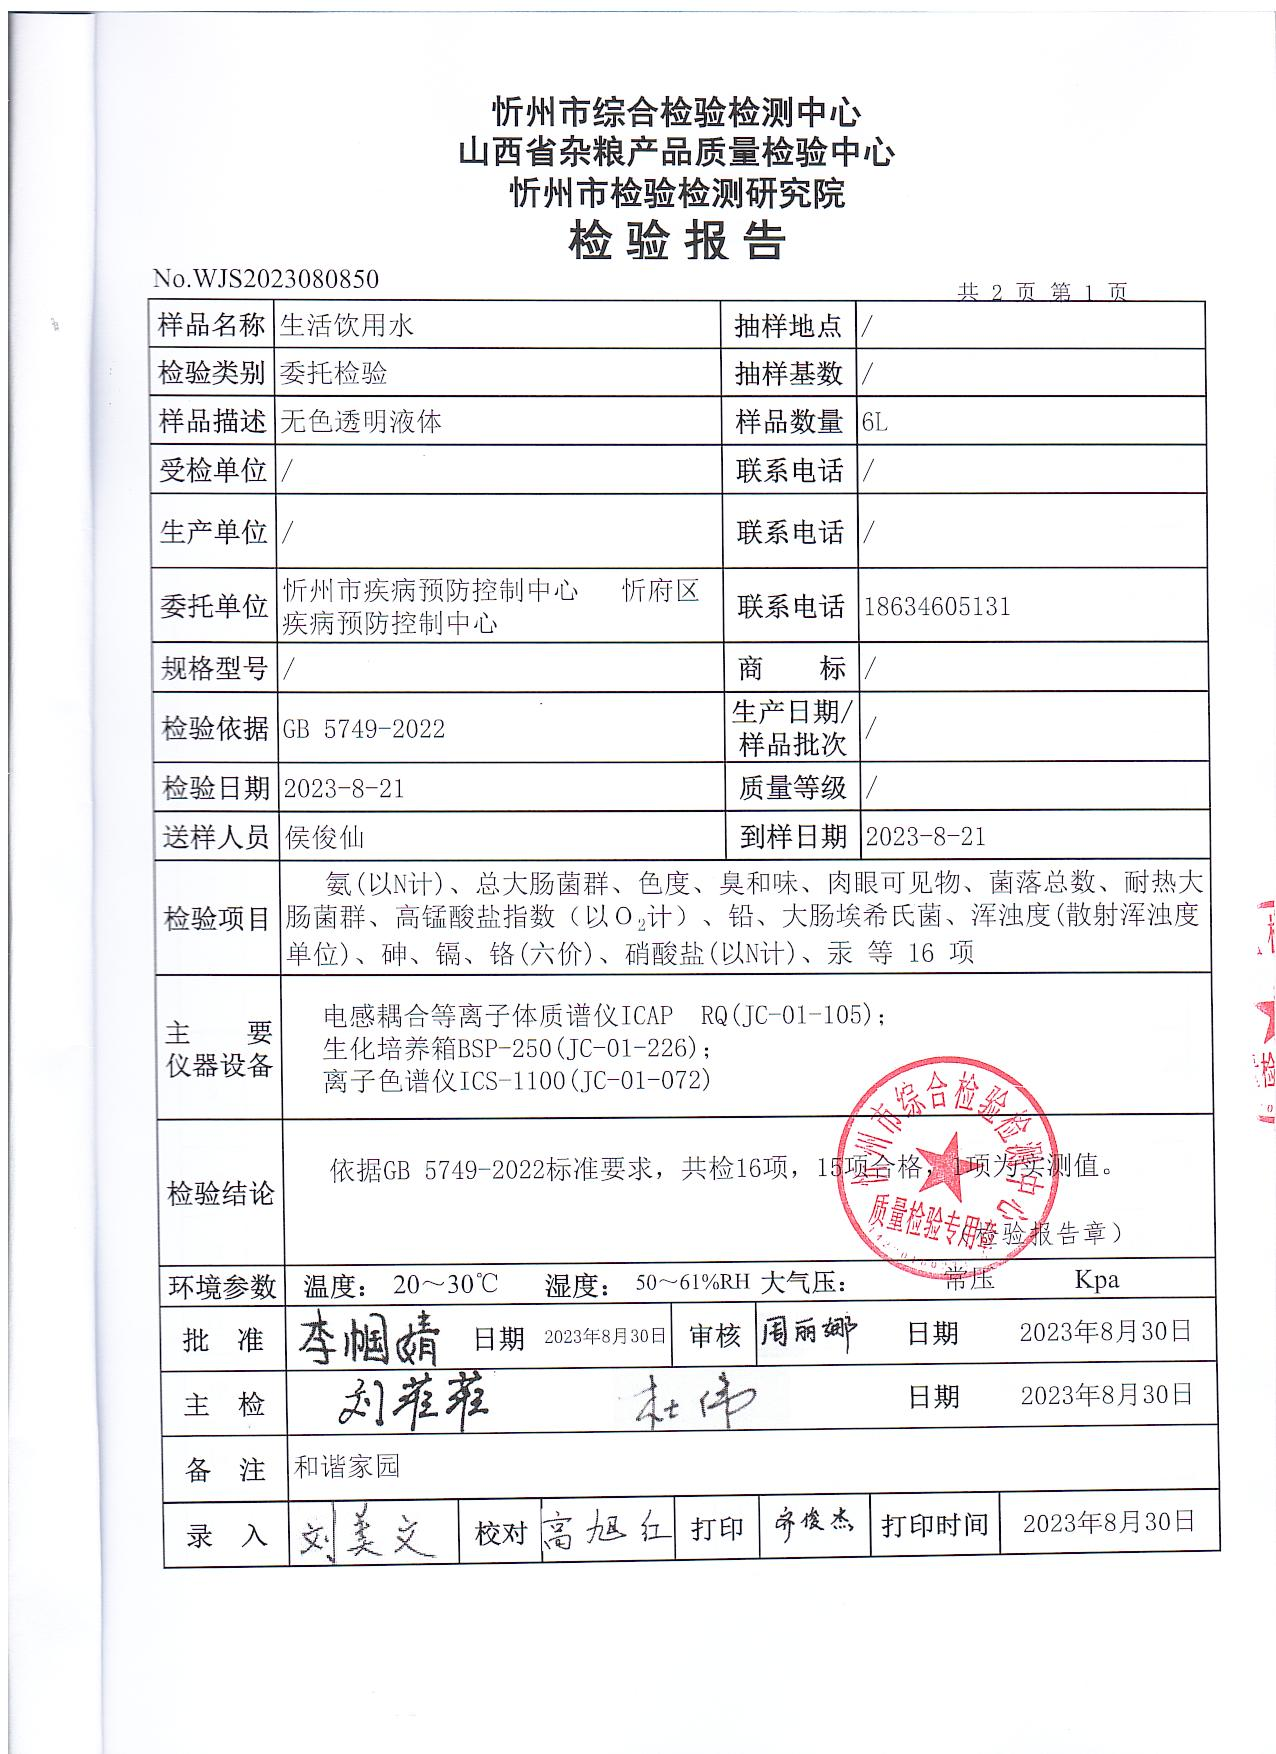 忻州市综合检验检测中心
山西省杂粮产品质量检验中心
忻州市检验检测研究院
检验报告
No.WJS2023080850
共 2 页 第 1 页
样品名称 生活饮用水 抽样地点 /
检验类别 委托检验 抽样基数 /
样品描述 无色透明液体 样品数量 6L
受检单位 / 联系电话 /
生产单位 / 联系电话 /
委托单位 忻州市疾病预防控制中心 忻府区
疾病预防控制中心 联系电话 18634605131
规格型号 / 商 标 /
检验依据 GB 5749-2022 生产日期/
样品批次 /
检验日期 2023-8-21 质量等级 /
送样人员 侯俊仙 到样日期 2023-8-21
检验项目 氨(以N计)、总大肠菌群、色度、臭和味、肉眼可见物、菌落总数、耐热大
肠菌群、高锰酸盐指数（以O₂计）、铅、大肠埃希氏菌、浑浊度(散射浑浊度
单位)、砷、镉、铬(六价)、硝酸盐(以N计)、汞 等 16 项
主 要
仪器设备
电感耦合等离子体质谱仪ICAP RQ(JC-01-105);
生化培养箱BSP-250(JC-01-226);
离子色谱仪ICS-1100(JC-01-072)
检验结论 依据GB 5749-2022标准要求，共检16项，15项合格，1项为实测值。
（检验报告章）
忻州市综合检验检测中心
质量检验专用章
环境参数 温度： 20～30℃ 湿度： 50～61%RH 大气压： 常压 Kpa
批 准 李帼婧 日期 2023年8月30日 审核 周丽娜 日期 2023年8月30日
主 检 刘菲菲 杜伟 日期 2023年8月30日
备 注 和谐家园
录 入 刘美文 校对 高旭红 打印 齐俊杰 打印时间 2023年8月30日